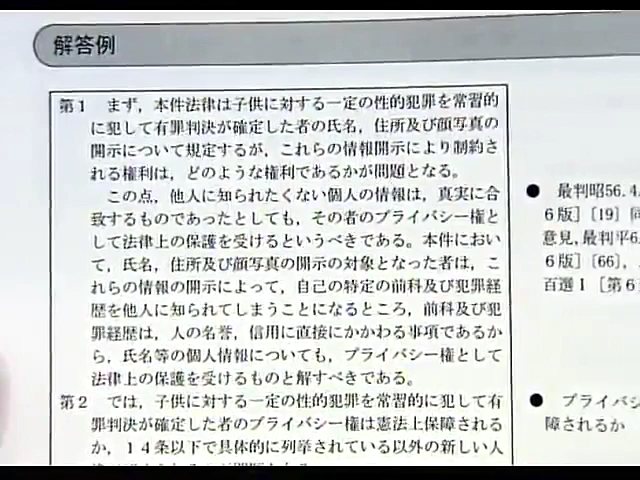 解答例
第1　まず，本件法律は子供に対する一定の性的犯罪を常習的
に犯して有罪判決が確定した者の氏名，住所及び顔写真の
開示について規定するが，これらの情報開示により制約さ
れる権利は，どのような権利であるかが問題となる。
この点，他人に知られたくない個人の情報は，真実に合
致するものであったとしても，その者のプライバシー権と
して法律上の保護を受けるというべきである。本件におい
て，氏名，住所及び顔写真の開示の対象となった者は，こ
れらの情報の開示によって，自己の特定の前科及び犯罪経
歴を他人に知られてしまうことになるところ，前科及び犯
罪経歴は，人の名誉，信用に直接にかかわる事項であるか
ら，氏名等の個人情報についても，プライバシー権として
法律上の保護を受けるものと解すべきである。
第2　では，子供に対する一定の性的犯罪を常習的に犯して有
罪判決が確定した者のプライバシー権は憲法上保障される
か，14条以下で具体的に列挙されている以外の新しい人
● 最判昭56.4.
6版］［19］同
意見，最判平6.
6版］［66］，
百選Ⅰ［第6
● プライバシ
障されるか